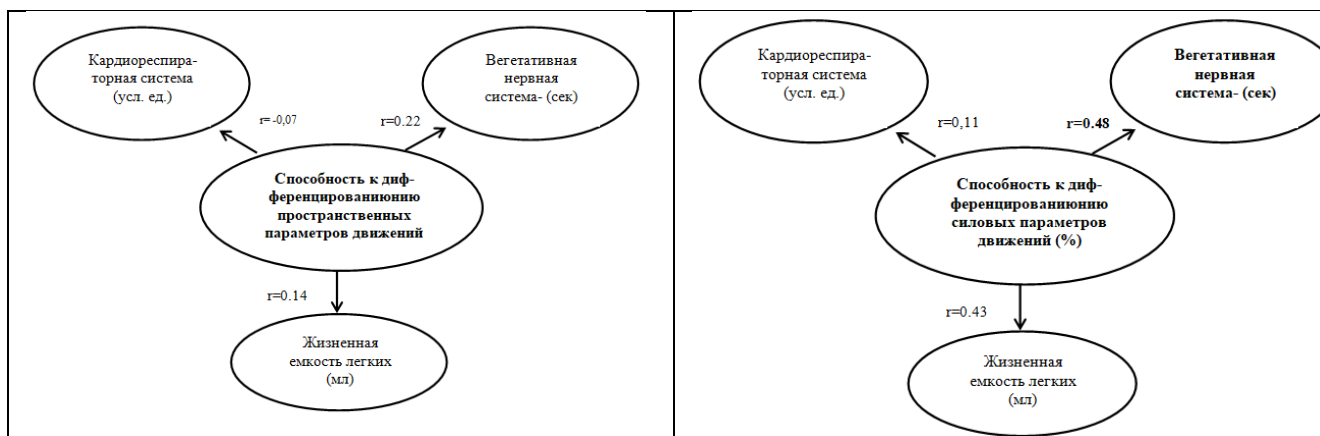 Кардиореспира-
торная система
(усл. ед.)
Вегетативная
нервная
система- (сек)
r= -0,07
r=0.22
Способность к диф-
ференцированиюнию
пространственных
параметров движений
r=0.14
Жизненная
емкость легких
(мл)
Кардиореспира-
торная система
(усл. ед.)
Вегетативная
нервная
система- (сек)
r=0,11
r=0.48
Способность к диф-
ференцированиюнию
силовых параметров
движений (%)
r=0.43
Жизненная
емкость легких
(мл)